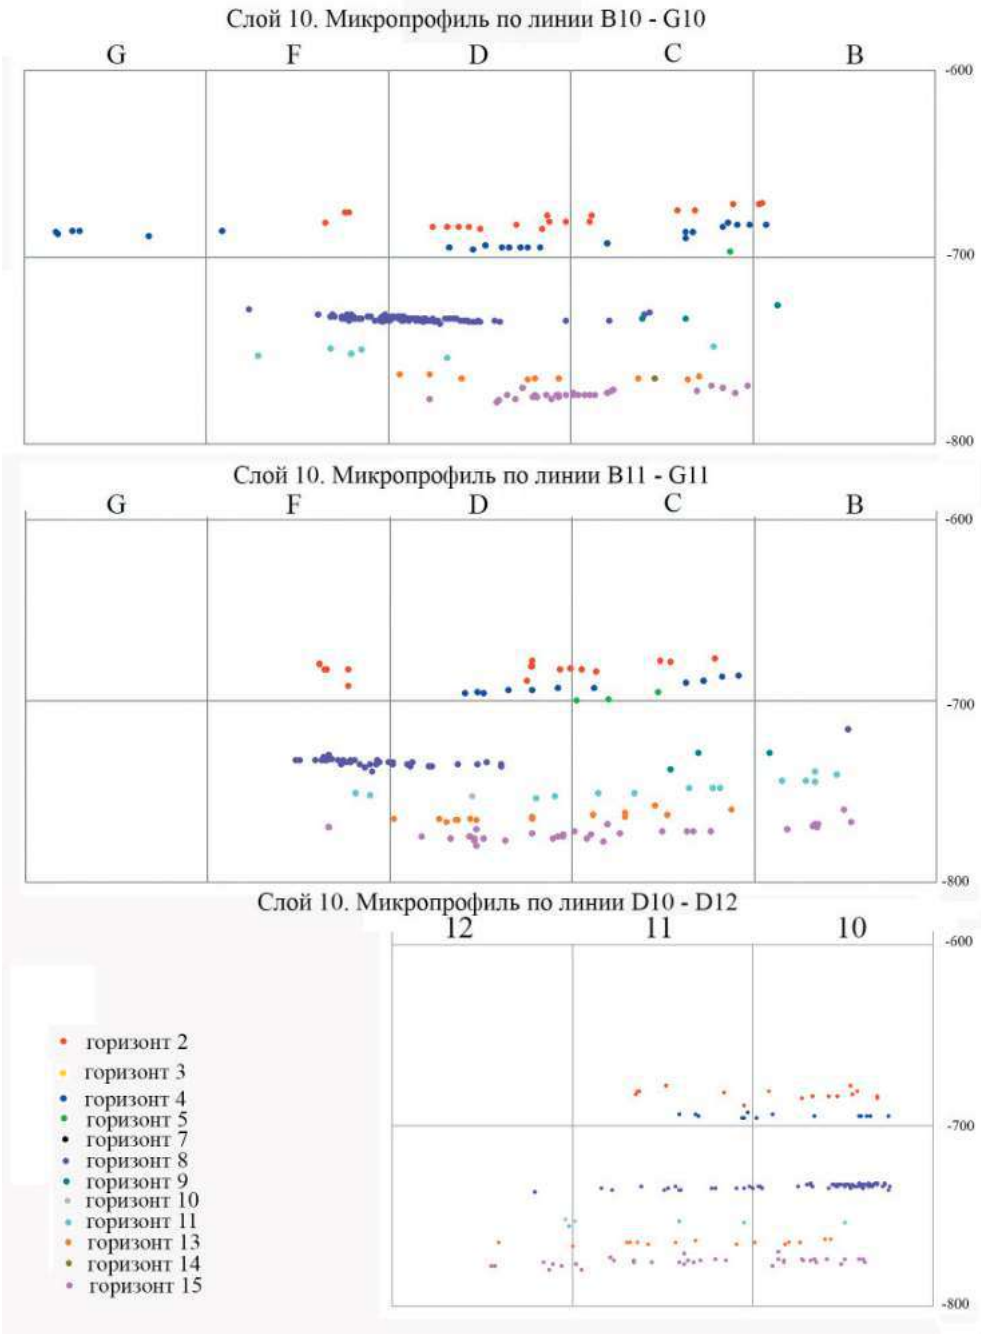 Слой 10. Микропрофиль по линии B10 - G10
G F D C B
-600
-700
-800
Слой 10. Микропрофиль по линии B11 - G11
G F D C B
-600
-700
-800
Слой 10. Микропрофиль по линии D10 - D12
12 11 10
-600
-700
-800
горизонт 2
горизонт 3
горизонт 4
горизонт 5
горизонт 7
горизонт 8
горизонт 9
горизонт 10
горизонт 11
горизонт 13
горизонт 14
горизонт 15